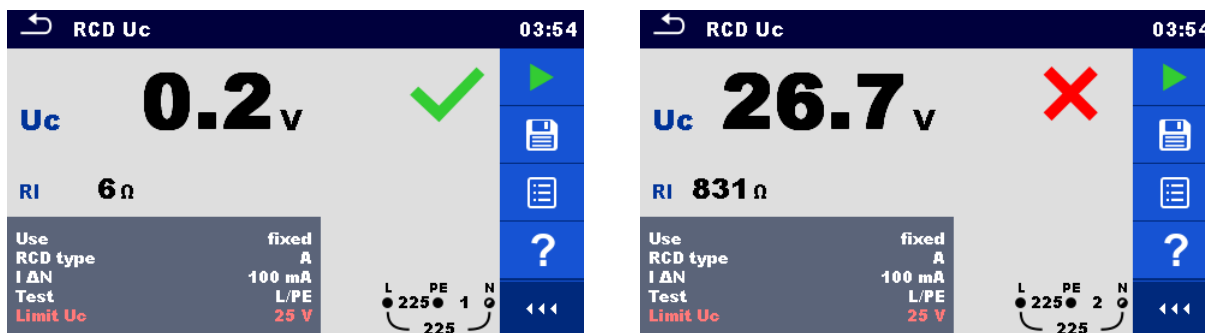 RCD Uc 03:54
Uc 0.2 V
RI 6 Ω
Use fixed
RCD type A
I ΔN 100 mA
Test L/PE
Limit Uc 25 V
L PE N
225 1
225
?
RCD Uc 03:54
Uc 26.7 V
RI 831 Ω
Use fixed
RCD type A
I ΔN 100 mA
Test L/PE
Limit Uc 25 V
L PE N
225 2
225
?